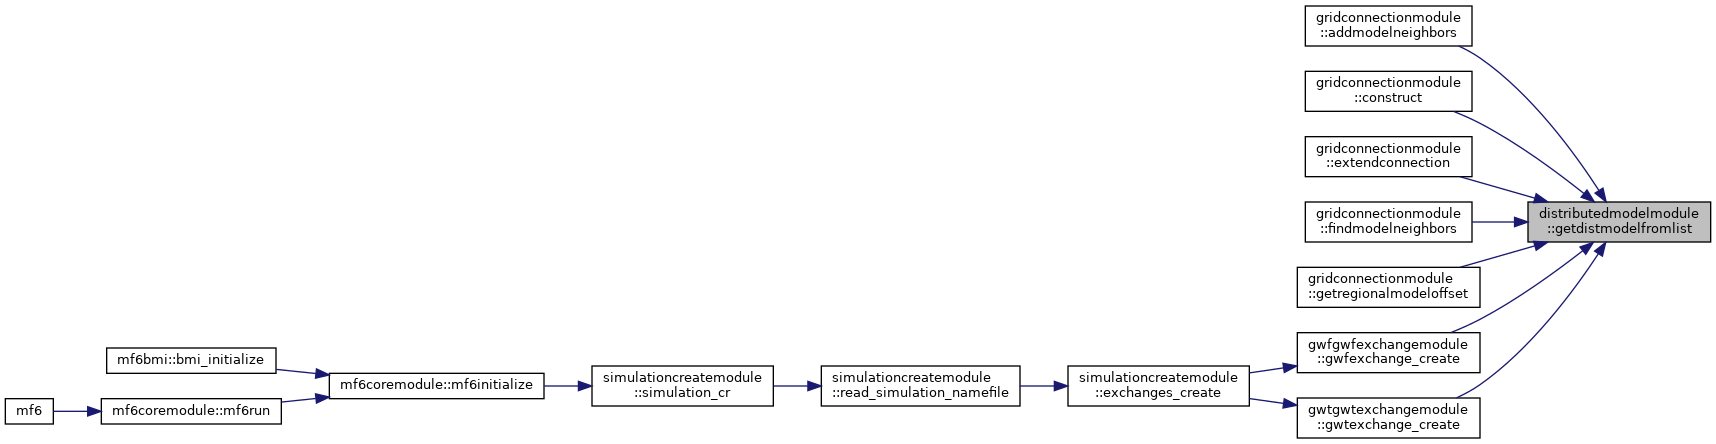 gridconnectionmodule
::addmodelneighbors
gridconnectionmodule
::construct
gridconnectionmodule
::extendconnection
gridconnectionmodule
::findmodelneighbors
distributedmodelmodule
::getdistmodelfromlist
gridconnectionmodule
::getregionalmodeloffset
gwfgwfexchangemodule
::gwfexchange_create
mf6bmi::bmi_initialize
mf6coremodule::mf6initialize
simulationcreatemodule
::simulation_cr
simulationcreatemodule
::read_simulation_namefile
simulationcreatemodule
::exchanges_create
mf6
mf6coremodule::mf6run
gwtgwtexchangemodule
::gwtexchange_create